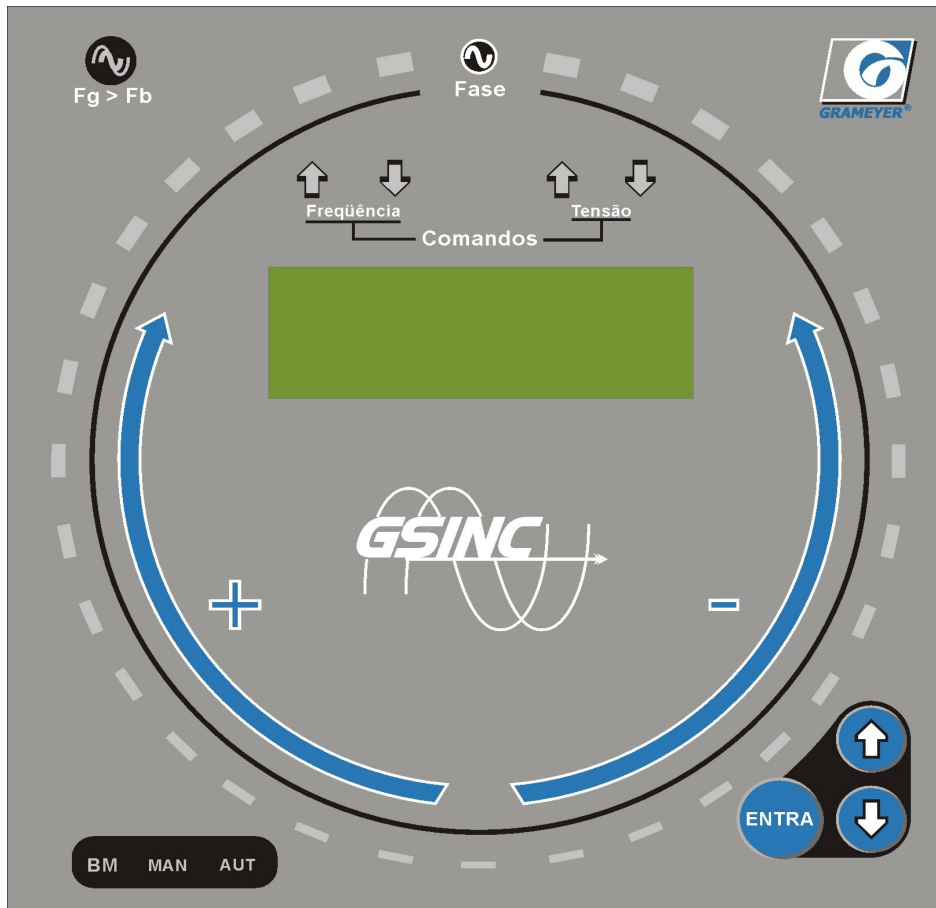 Fg > Fb
Fase
GRAMEYER®
Freqüência
Tensão
Comandos
GSINC
+
-
ENTRA
BM MAN AUT